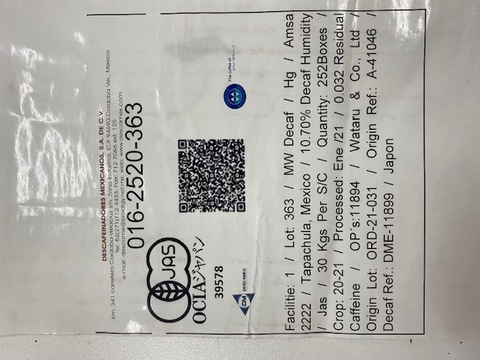 DESCAFEINADORES MEXICANOS, S.A. DE C.V.
016-2520-363
JAS
OCIAジャパン
39578
DM DESCAMEX
Facilitie: 1 / Lot: 363 / MW Decaf / Hg / Amsa
2222 / Tapachula, Mexico / 10.70% Decaf Humidity
/ Jas / 30 Kgs Per S/C / Quantity: 252Boxes /
Crop: 20-21 / Processed: Ene /21 / 0.032 Residual
Caffeine / OP's:11894 / Wataru & Co., Ltd /
Origin Lot: ORD-21-031 / Origin Ref.: A-41046 /
Decaf Ref.: DME-11899 / Japon